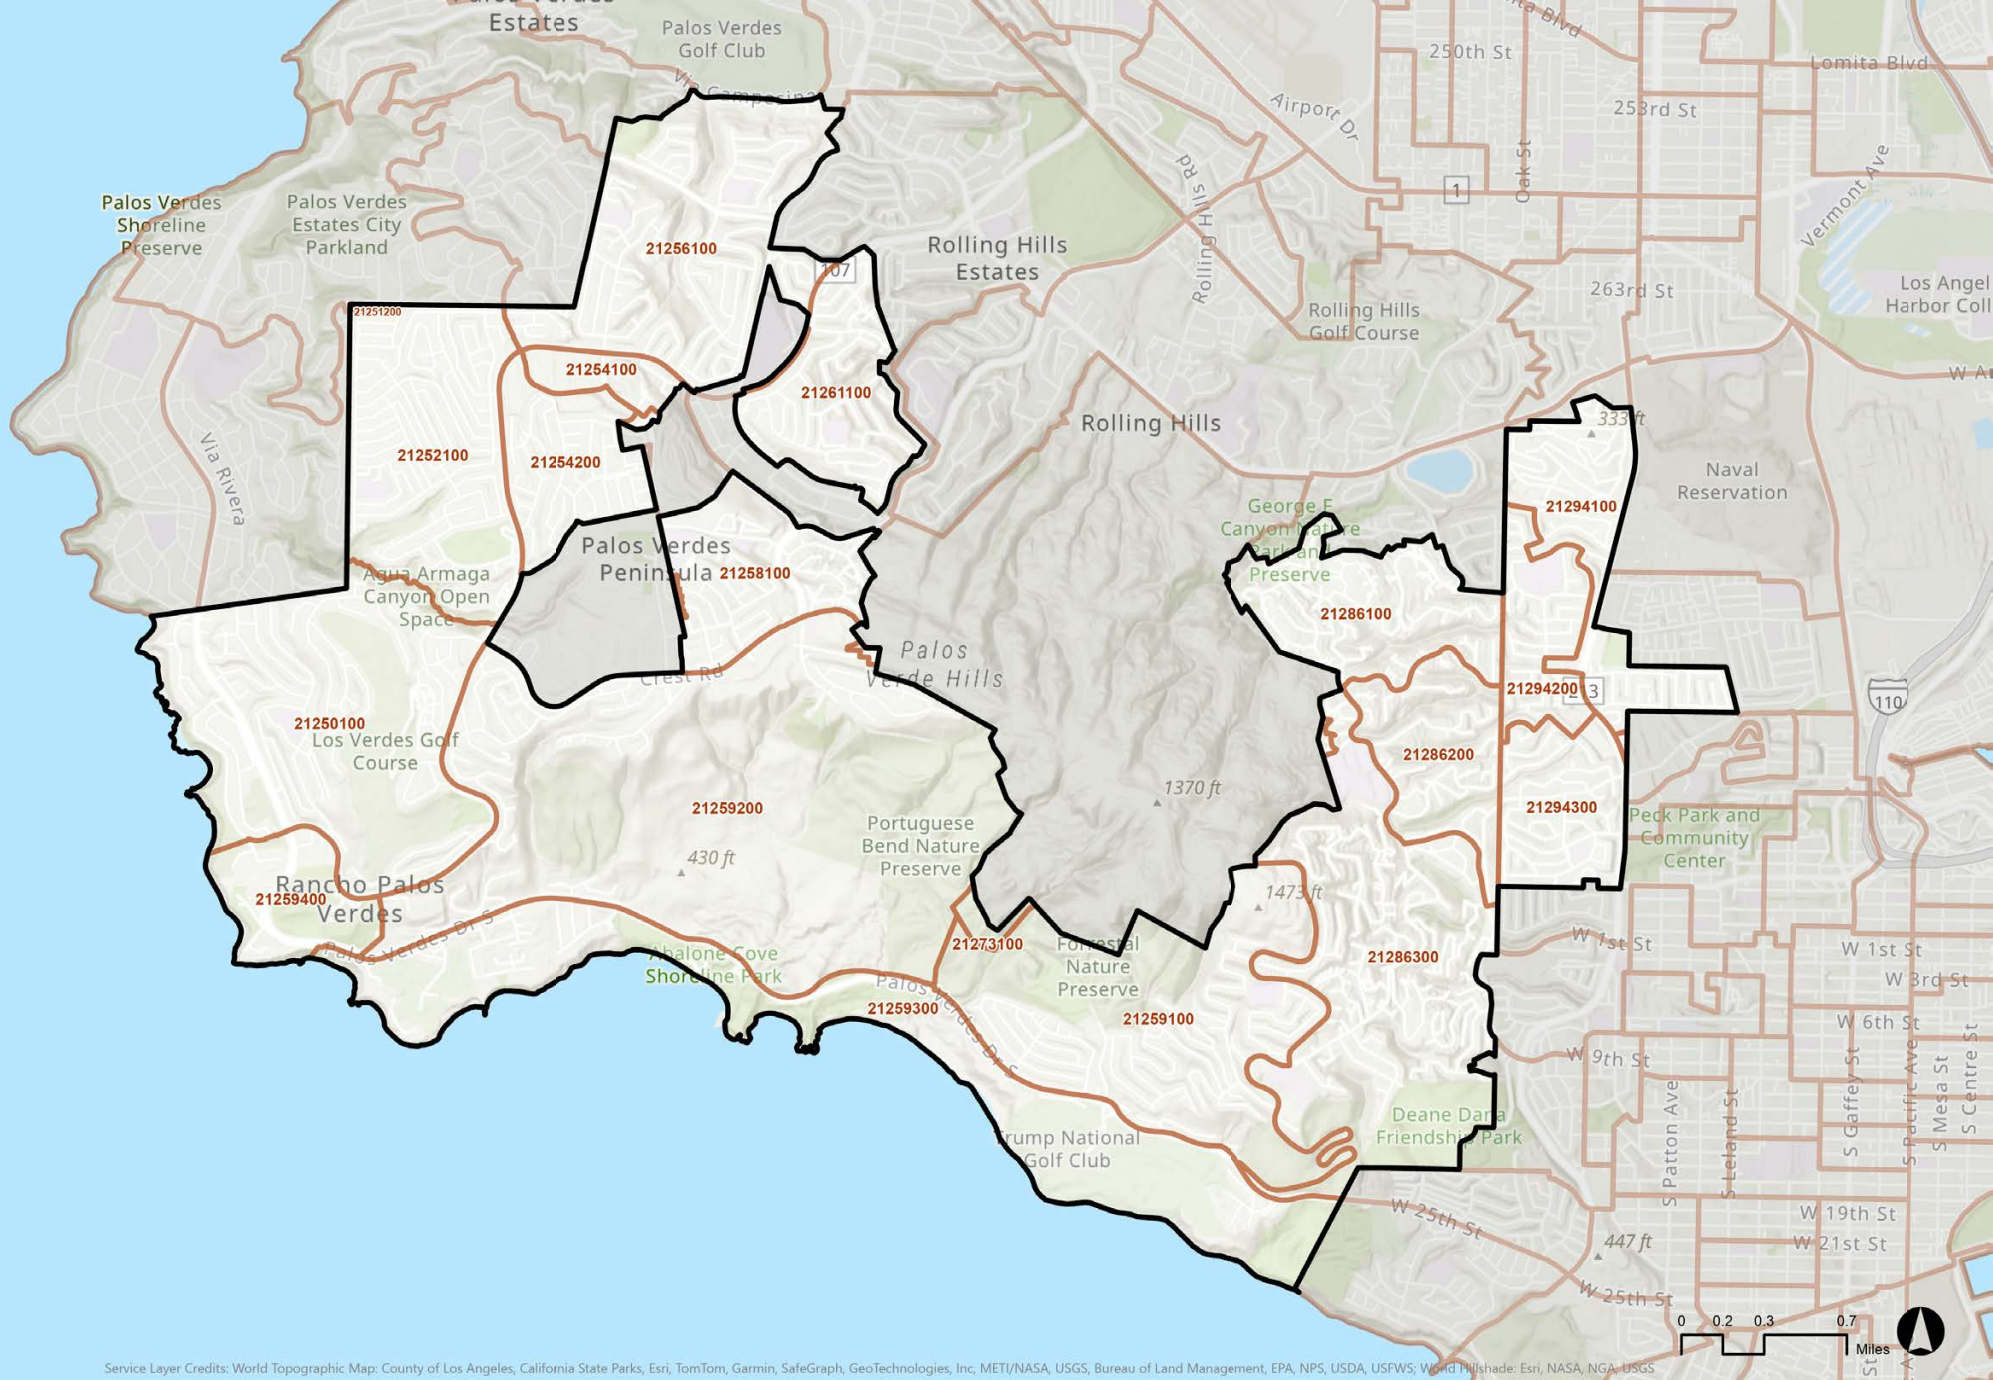 Estates
Palos Verdes
Golf Club
Via Campesina
Lomita Blvd
250th St
253rd St
Airport Dr
Oak St
Vermont Ave
1
Rolling Hills Rd
Palos Verdes
Shoreline
Preserve
Palos Verdes
Estates City
Parkland
21256100
107
Rolling Hills
Estates
263rd St
Los Angel
Harbor Coll
Rolling Hills
Golf Course
21251200
21254100
21261100
Rolling Hills
333 ft
21252100
21254200
Via Rivera
Naval
Reservation
George F
Canyon Nature
Park and
Preserve
21294100
Palos Verdes
Peninsula
21258100
Agua Armaga
Canyon Open
Space
21286100
Palos
Verde Hills
Crest Rd
21294200
110
21250100
Los Verdes Golf
Course
21286200
1370 ft
21259200
21294300
Portuguese
Bend Nature
Preserve
Peck Park and
Community
Center
430 ft
Rancho Palos
Verdes
21259400
1473 ft
Palos Verdes Dr S
21273100
Forrestal
Nature
Preserve
21286300
W 1st St
W 1st St
W 3rd St
Abalone Cove
Shoreline Park
Palos Verdes Dr S
21259300
21259100
W 6th St
W 9th St
S Gaffey St
S Pacific Ave
S Mesa St
S Centre St
S Patton Ave
S Leland St
Deane Dana
Friendship Park
Trump National
Golf Club
W 25th St
W 19th St
W 21st St
447 ft
W 25th St
0 0.2 0.3 0.7
Miles
Service Layer Credits: World Topographic Map: County of Los Angeles, California State Parks, Esri, TomTom, Garmin, SafeGraph, GeoTechnologies, Inc, METI/NASA, USGS, Bureau of Land Management, EPA, NPS, USDA, USFWS; World Hillshade: Esri, NASA, NGA, USGS